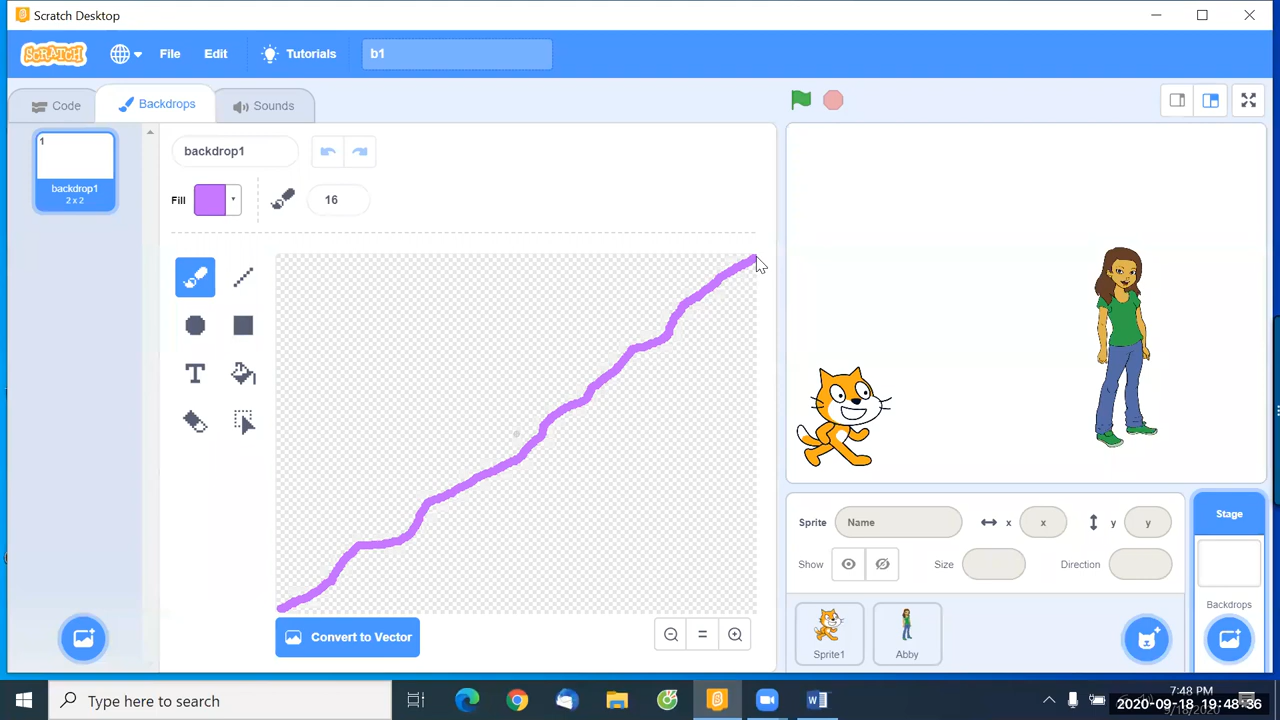 Scratch Desktop
SCRATCH
File
Edit
Tutorials
b1
Code
Backdrops
Sounds
1
backdrop1
2 x 2
backdrop1
Fill
16
T
Convert to Vector
Sprite
Name
x
x
y
y
Show
Size
Direction
Sprite1
Abby
Stage
Backdrops
Type here to search
7:48 PM
2020-09-18 19:48:36